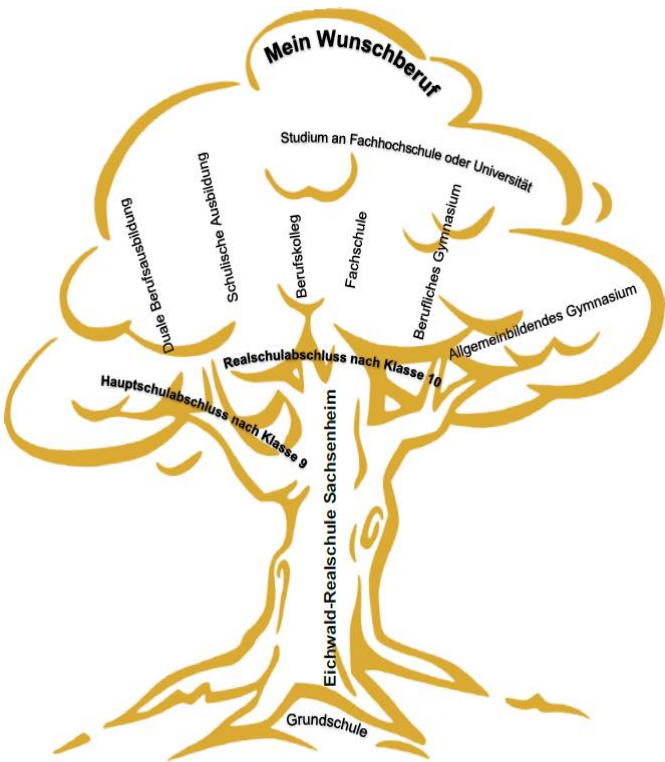 Mein Wunschberuf
Studium an Fachhochschule oder Universität
Duale Berufsausbildung
Schulische Ausbildung
Berufskolleg
Fachschule
Berufliches Gymnasium
Allgemeinbildendes Gymnasium
Realschulabschluss nach Klasse 10
Hauptschulabschluss nach Klasse 9
Eichwald-Realschule Sachsenheim
Grundschule